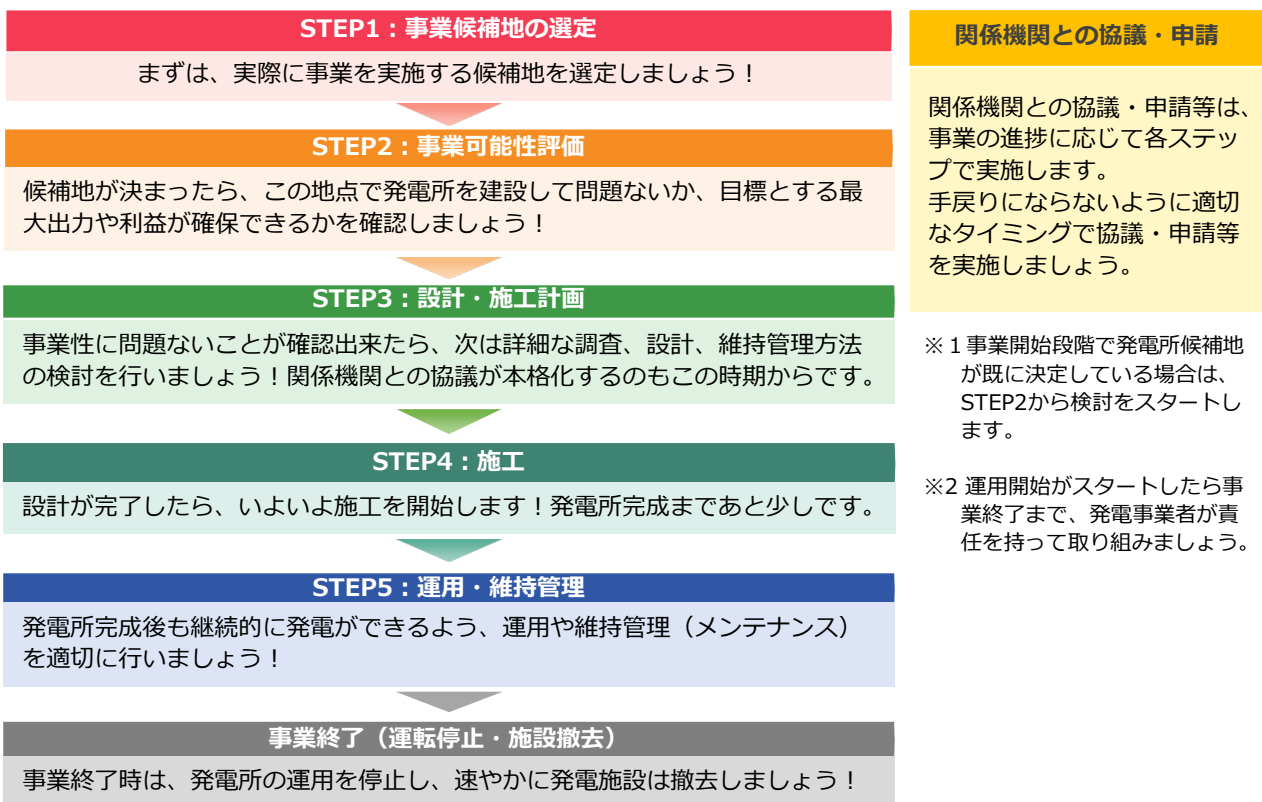 STEP1：事業候補地の選定
まずは、実際に事業を実施する候補地を選定しましょう！
STEP2：事業可能性評価
候補地が決まったら、この地点で発電所を建設して問題ないか、目標とする最
大出力や利益が確保できるかを確認しましょう！
STEP3：設計・施工計画
事業性に問題ないことが確認出来たら、次は詳細な調査、設計、維持管理方法
の検討を行いましょう！関係機関との協議が本格化するのもこの時期からです。
STEP4：施工
設計が完了したら、いよいよ施工を開始します！発電所完成まであと少しです。
STEP5：運用・維持管理
発電所完成後も継続的に発電ができるよう、運用や維持管理（メンテナンス）
を適切に行いましょう！
事業終了（運転停止・施設撤去）
事業終了時は、発電所の運用を停止し、速やかに発電施設は撤去しましょう！
関係機関との協議・申請
関係機関との協議・申請等は、
事業の進捗に応じて各ステッ
プで実施します。
手戻りにならないように適切
なタイミングで協議・申請等
を実施しましょう。
※１事業開始段階で発電所候補地
が既に決定している場合は、
STEP2から検討をスタートし
ます。
※2 運用開始がスタートしたら事
業終了まで、発電事業者が責
任を持って取り組みましょう。